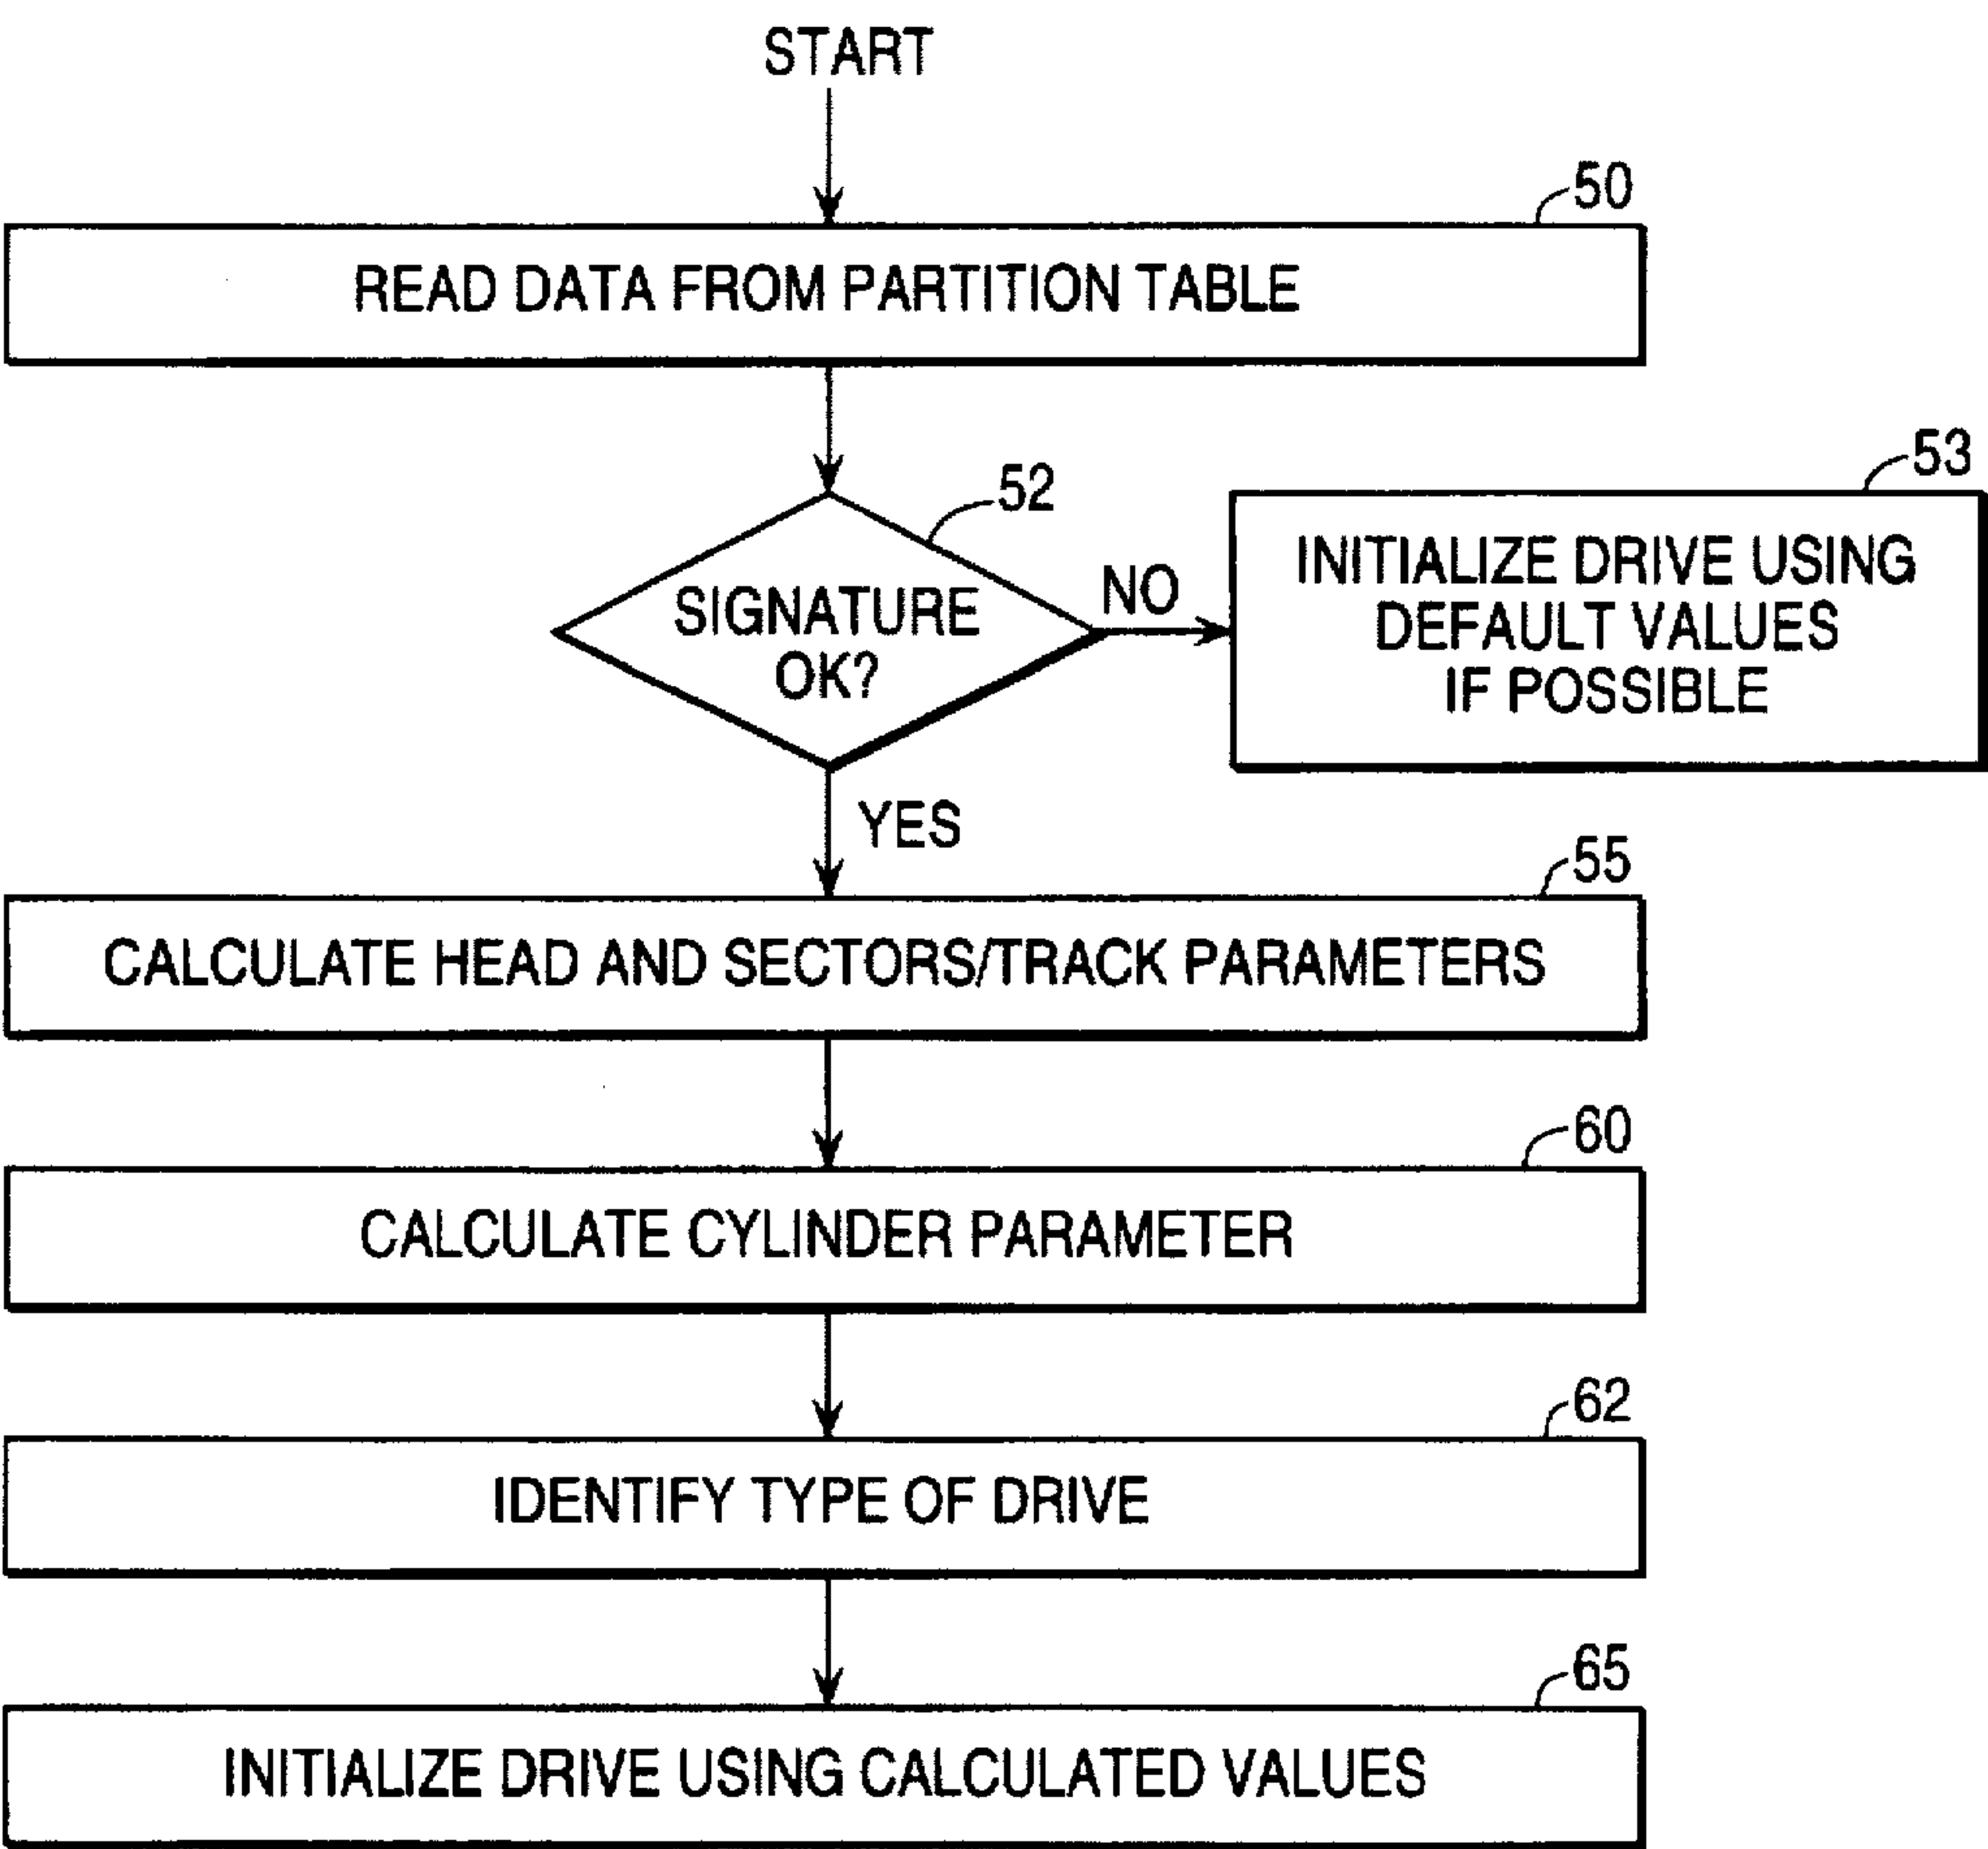 START
50
READ DATA FROM PARTITION TABLE
52
53
SIGNATURE
OK?
NO
INITIALIZE DRIVE USING
DEFAULT VALUES
IF POSSIBLE
YES
55
CALCULATE HEAD AND SECTORS/TRACK PARAMETERS
60
CALCULATE CYLINDER PARAMETER
62
IDENTIFY TYPE OF DRIVE
65
INITIALIZE DRIVE USING CALCULATED VALUES